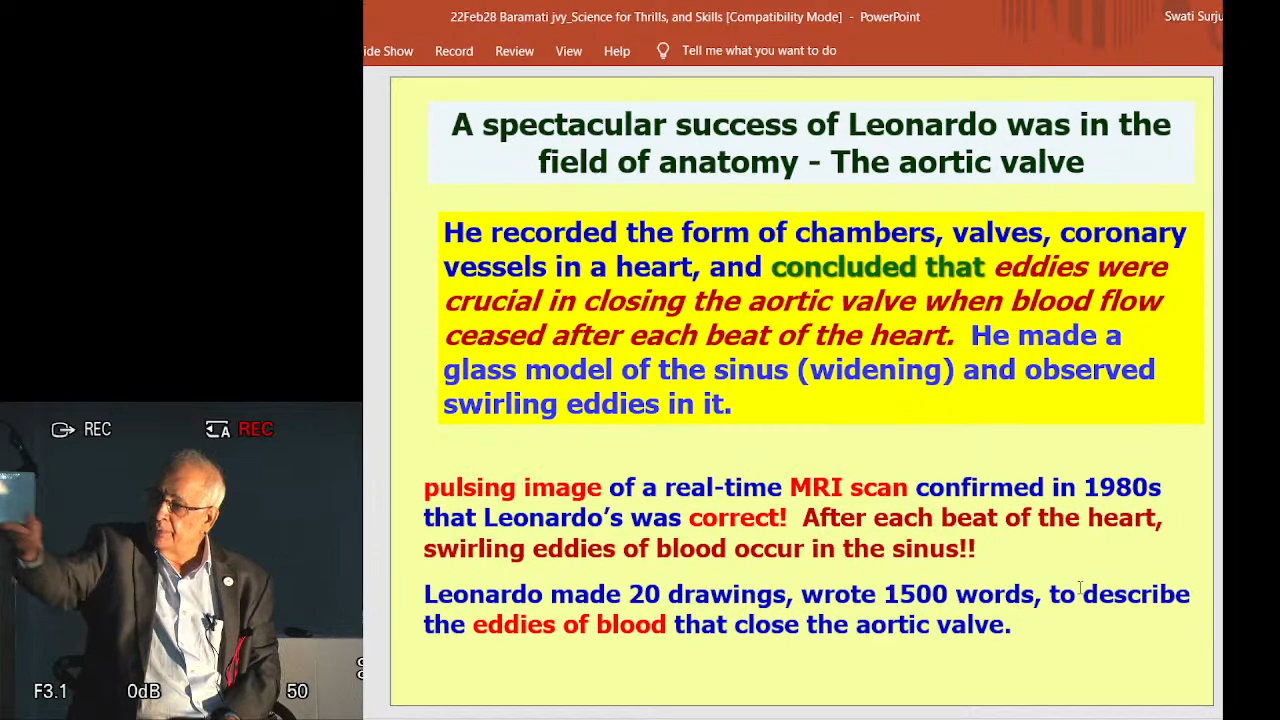 22Feb28 Baramati jvy_Science for Thrills, and Skills [Compatibility Mode] - PowerPoint
Swati Surju
ide Show Record Review View Help Tell me what you want to do
A spectacular success of Leonardo was in the
field of anatomy - The aortic valve
He recorded the form of chambers, valves, coronary
vessels in a heart, and concluded that eddies were
crucial in closing the aortic valve when blood flow
ceased after each beat of the heart. He made a
glass model of the sinus (widening) and observed
swirling eddies in it.
pulsing image of a real-time MRI scan confirmed in 1980s
that Leonardo’s was correct! After each beat of the heart,
swirling eddies of blood occur in the sinus!!
Leonardo made 20 drawings, wrote 1500 words, to describe
the eddies of blood that close the aortic valve.
REC A REC
F3.1 0dB 50